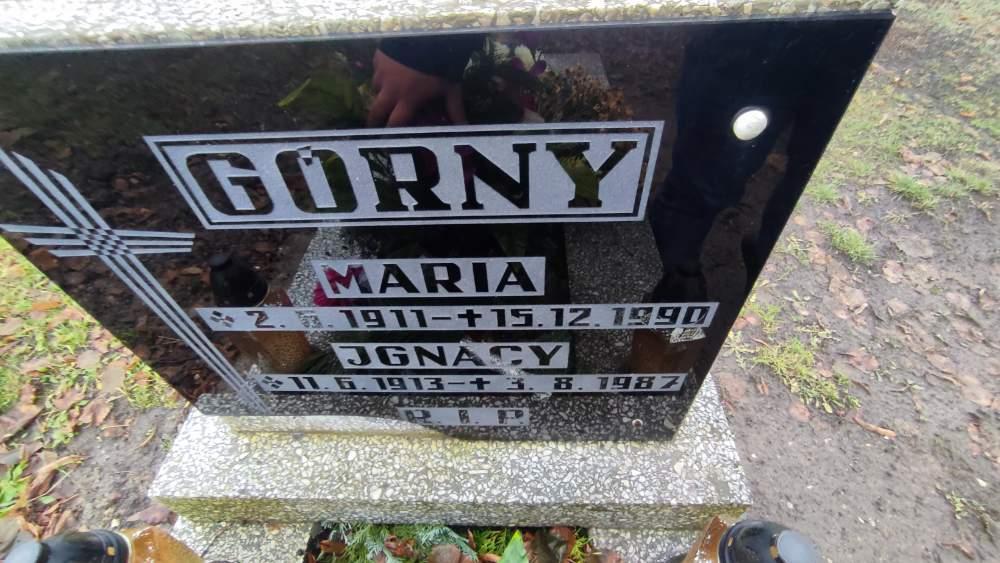 GÓRNY
MARIA
2. 1911-+15.12.1990
JGNACY
*11.6.1913-+3.8.1987
R.I.P.